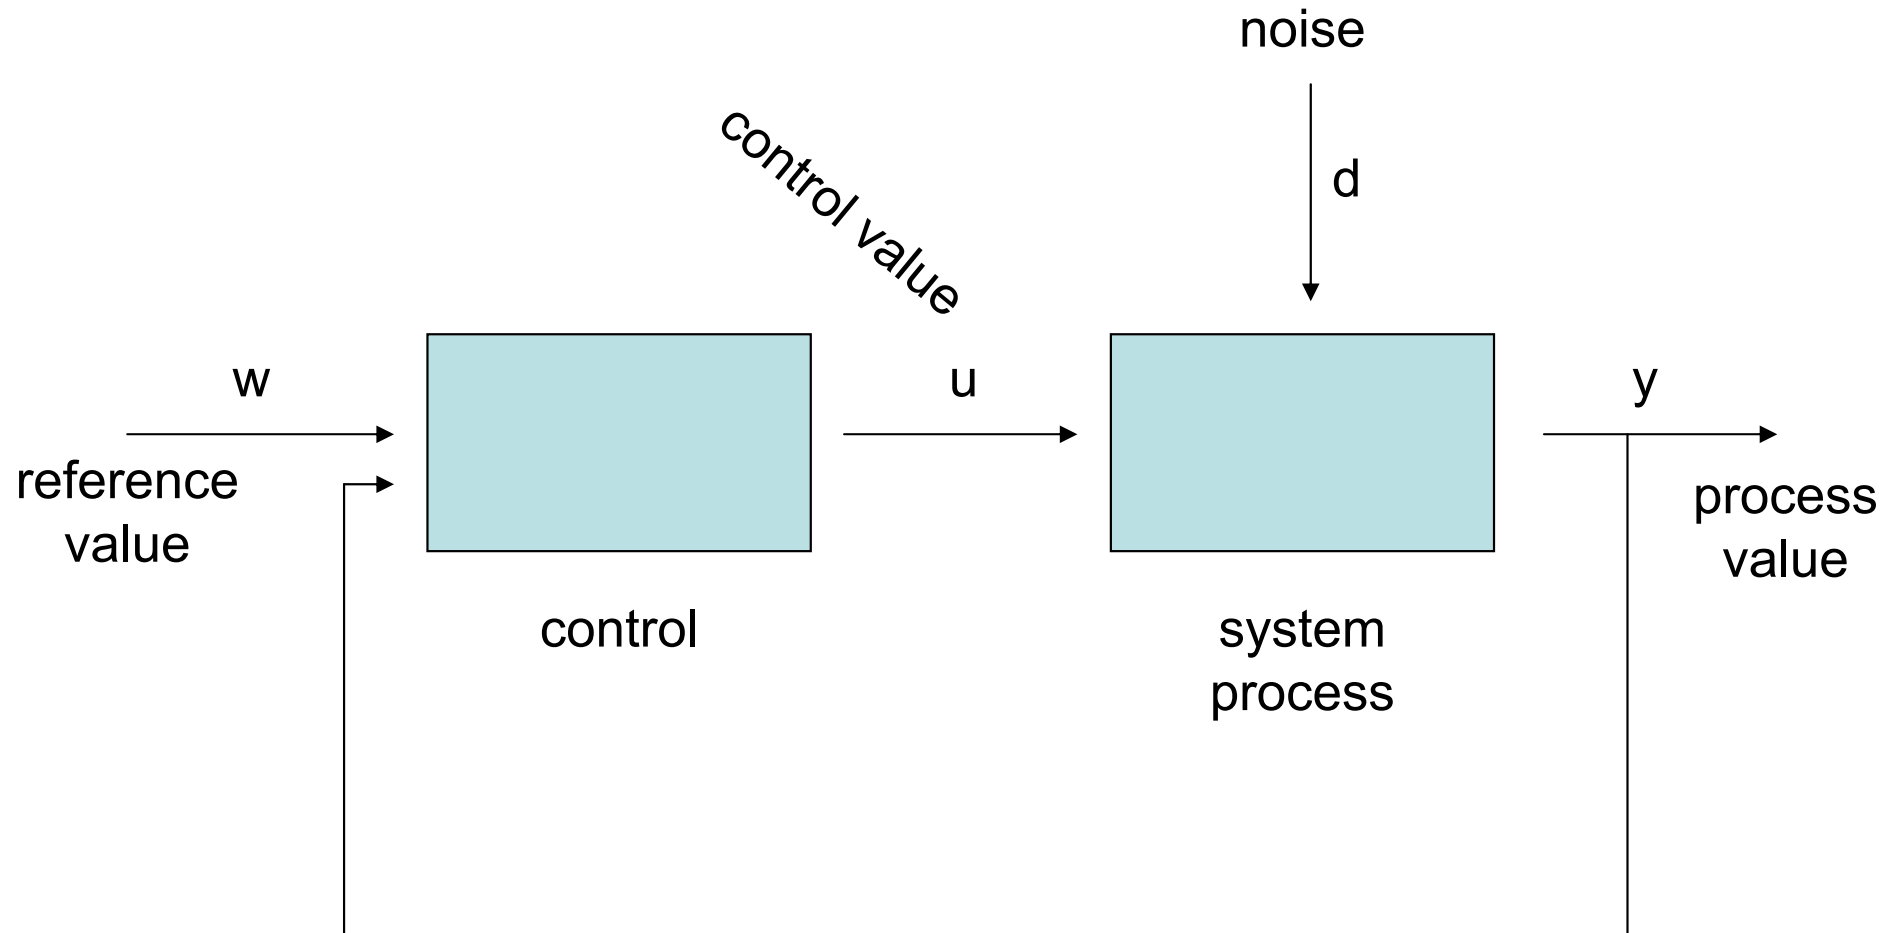 noise
control value
d
w
u
y
reference
value
process
value
control
system
process